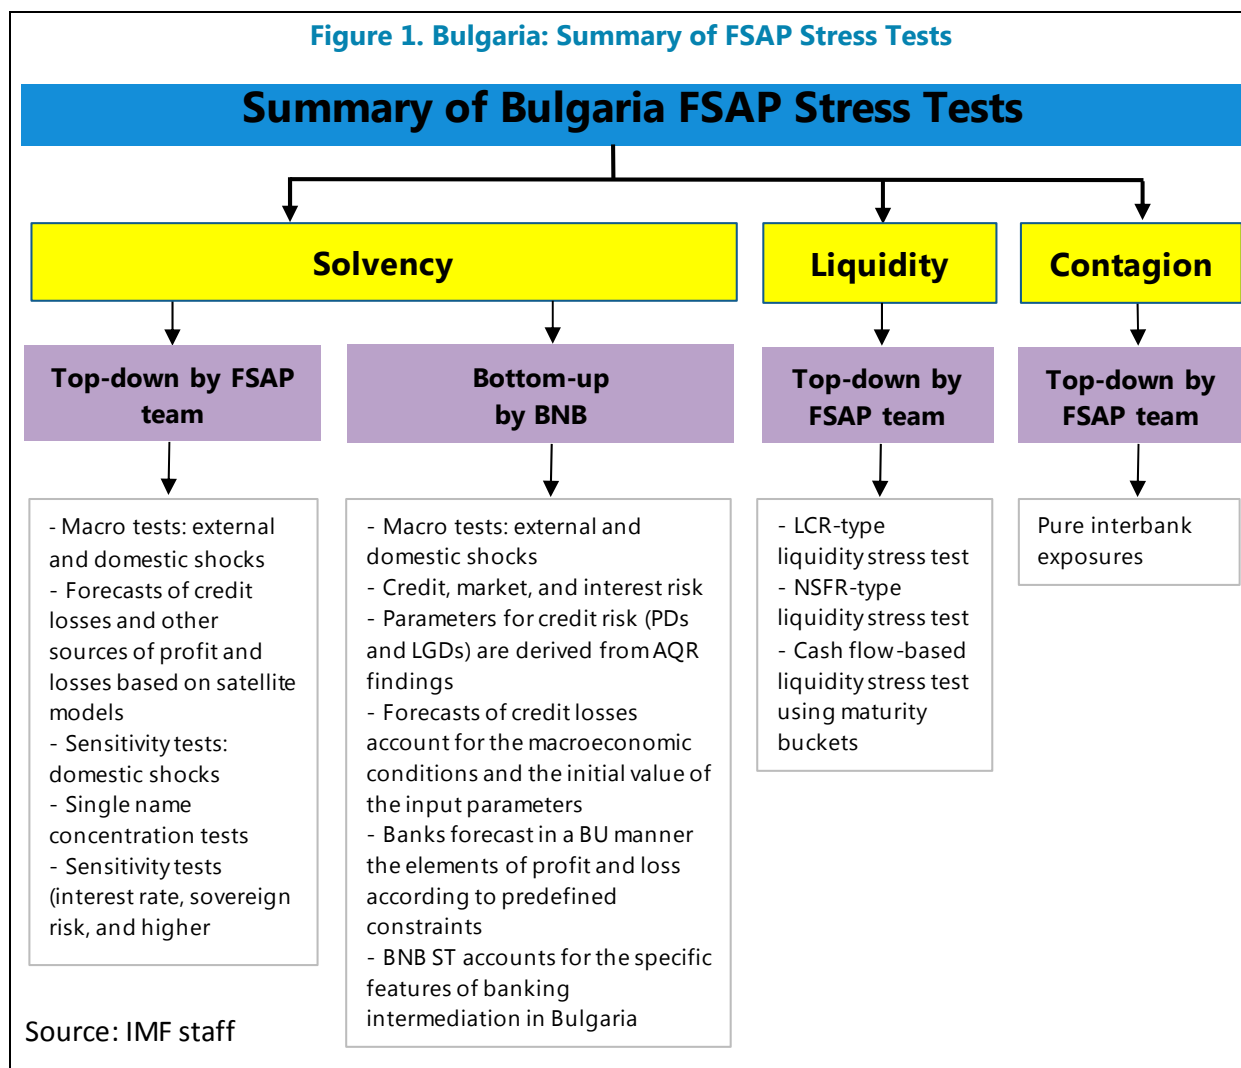 Figure 1. Bulgaria: Summary of FSAP Stress Tests
Summary of Bulgaria FSAP Stress Tests
Solvency
Liquidity
Contagion
Top-down by FSAP
team
Bottom-up
by BNB
Top-down by
FSAP team
Top-down by
FSAP team
- Macro tests: external
and domestic shocks
- Forecasts of credit
losses and other
sources of profit and
losses based on satellite
models
- Sensitivity tests:
domestic shocks
- Single name
concentration tests
- Sensitivity tests
(interest rate, sovereign
risk, and higher
- Macro tests: external and
domestic shocks
- Credit, market, and interest risk
- Parameters for credit risk (PDs
and LGDs) are derived from AQR
findings
- Forecasts of credit losses
account for the macroeconomic
conditions and the initial value of
the input parameters
- Banks forecast in a BU manner
the elements of profit and loss
according to predefined
constraints
- BNB ST accounts for the specific
features of banking
intermediation in Bulgaria
- LCR-type
liquidity stress test
- NSFR-type
liquidity stress test
- Cash flow-based
liquidity stress test
using maturity
buckets
Pure interbank
exposures
Source: IMF staff